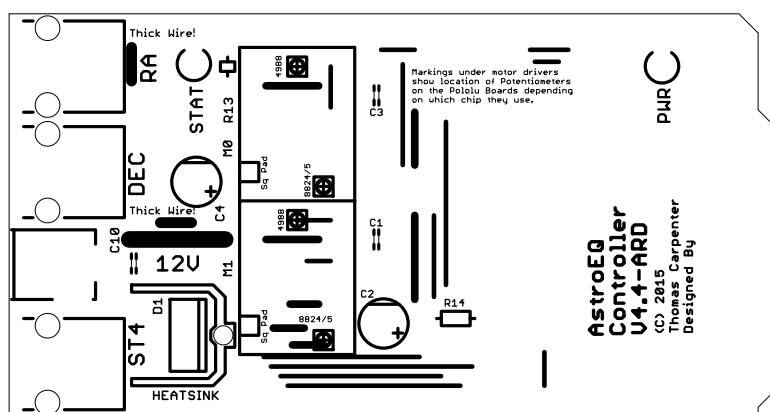 Thick Wire!
RA
STAT
R13
4988
Markings under motor drivers
show location of Potentiometers
on the Pololu Boards depending
on which chip they use.
C3
PWR
DEC
M0
Sq Pad
8824/5
Thick Wire!
C4
C10
12V
M1
4988
C1
AstroEQ
Controller
V4.4-ARD
(C) 2015
Thomas Carpenter
Designed By
D1
C2
R14
ST4
Sq Pad
8824/5
HEATSINK